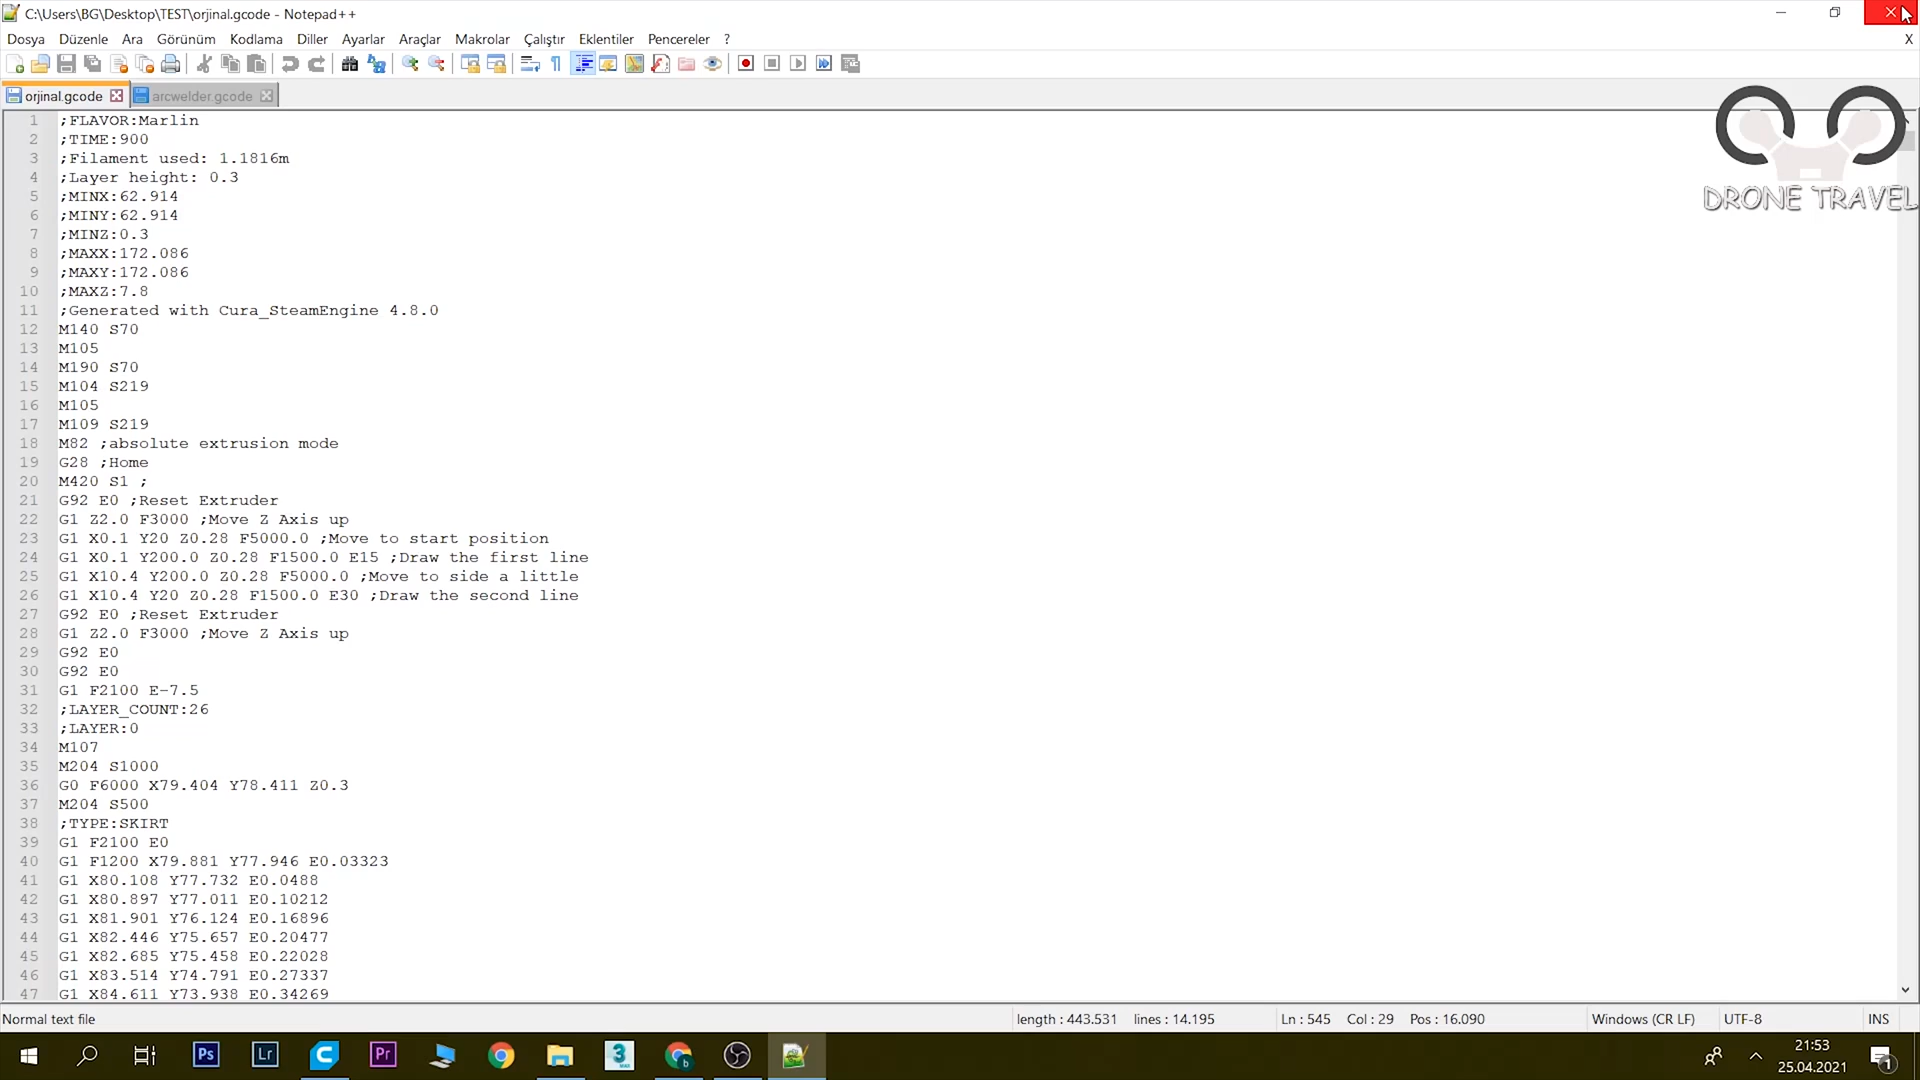 C:\Users\BG\Desktop\TEST\orjinal.gcode - Notepad++
Dosya Düzenle Ara Görünüm Kodlama Diller Ayarlar Araçlar Makrolar Çalıştır Eklentiler Pencereler ? X
orjinal.gcode arcwelder.gcode
1 ;FLAVOR:Marlin
2 ;TIME:900
3 ;Filament used: 1.1816m
4 ;Layer height: 0.3
5 ;MINX:62.914
6 ;MINY:62.914
7 ;MINZ:0.3
8 ;MAXX:172.086
9 ;MAXY:172.086
10 ;MAXZ:7.8
11 ;Generated with Cura_SteamEngine 4.8.0
12 M140 S70
13 M105
14 M190 S70
15 M104 S219
16 M105
17 M109 S219
18 M82 ;absolute extrusion mode
19 G28 ;Home
20 M420 S1 ;
21 G92 E0 ;Reset Extruder
22 G1 Z2.0 F3000 ;Move Z Axis up
23 G1 X0.1 Y20 Z0.28 F5000.0 ;Move to start position
24 G1 X0.1 Y200.0 Z0.28 F1500.0 E15 ;Draw the first line
25 G1 X10.4 Y200.0 Z0.28 F5000.0 ;Move to side a little
26 G1 X10.4 Y20 Z0.28 F1500.0 E30 ;Draw the second line
27 G92 E0 ;Reset Extruder
28 G1 Z2.0 F3000 ;Move Z Axis up
29 G92 E0
30 G92 E0
31 G1 F2100 E-7.5
32 ;LAYER_COUNT:26
33 ;LAYER:0
34 M107
35 M204 S1000
36 G0 F6000 X79.404 Y78.411 Z0.3
37 M204 S500
38 ;TYPE:SKIRT
39 G1 F2100 E0
40 G1 F1200 X79.881 Y77.946 E0.03323
41 G1 X80.108 Y77.732 E0.0488
42 G1 X80.897 Y77.011 E0.10212
43 G1 X81.901 Y76.124 E0.16896
44 G1 X82.446 Y75.657 E0.20477
45 G1 X82.685 Y75.458 E0.22028
46 G1 X83.514 Y74.791 E0.27337
47 G1 X84.611 Y73.938 E0.34269
DRONE TRAVEL
Normal text file length : 443.531 lines : 14.195 Ln : 545 Col : 29 Pos : 16.090 Windows (CR LF) UTF-8 INS
Ps Lr Pr 3 b 21:53
25.04.2021 1